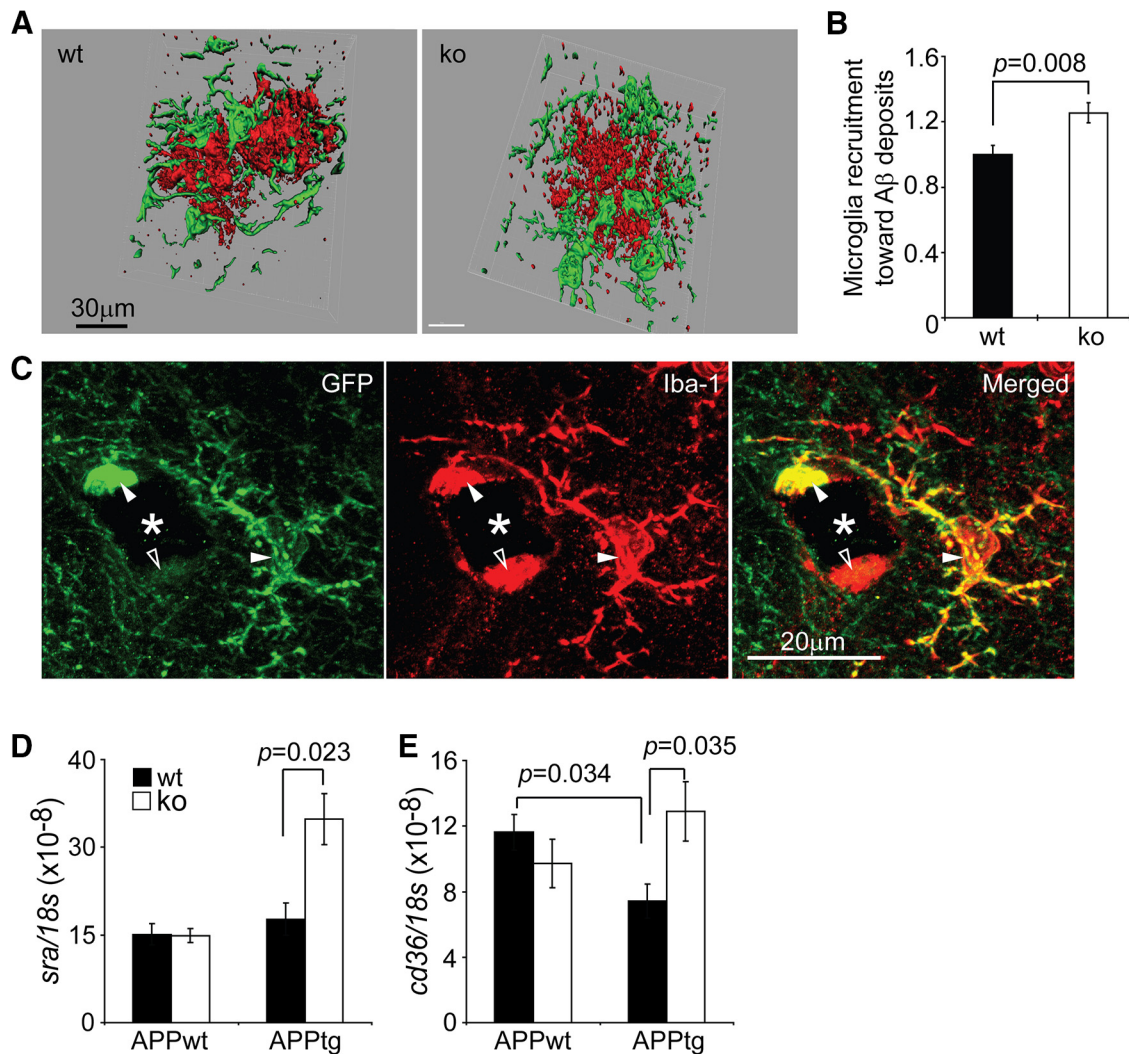 A
wt
30μm
ko
B
Microglia recruitment
toward Aβ deposits
1.6
1.2
0.8
0.4
0
p=0.008
wt
ko
C
GFP
*
Iba-1
*
Merged
*
20μm
D
sra/18s (x10-8)
40
30
15
0
wt
ko
p=0.023
APPwt
APPtg
E
cd36/18s (x10-8)
16
12
8
4
0
p=0.034
p=0.035
APPwt
APPtg